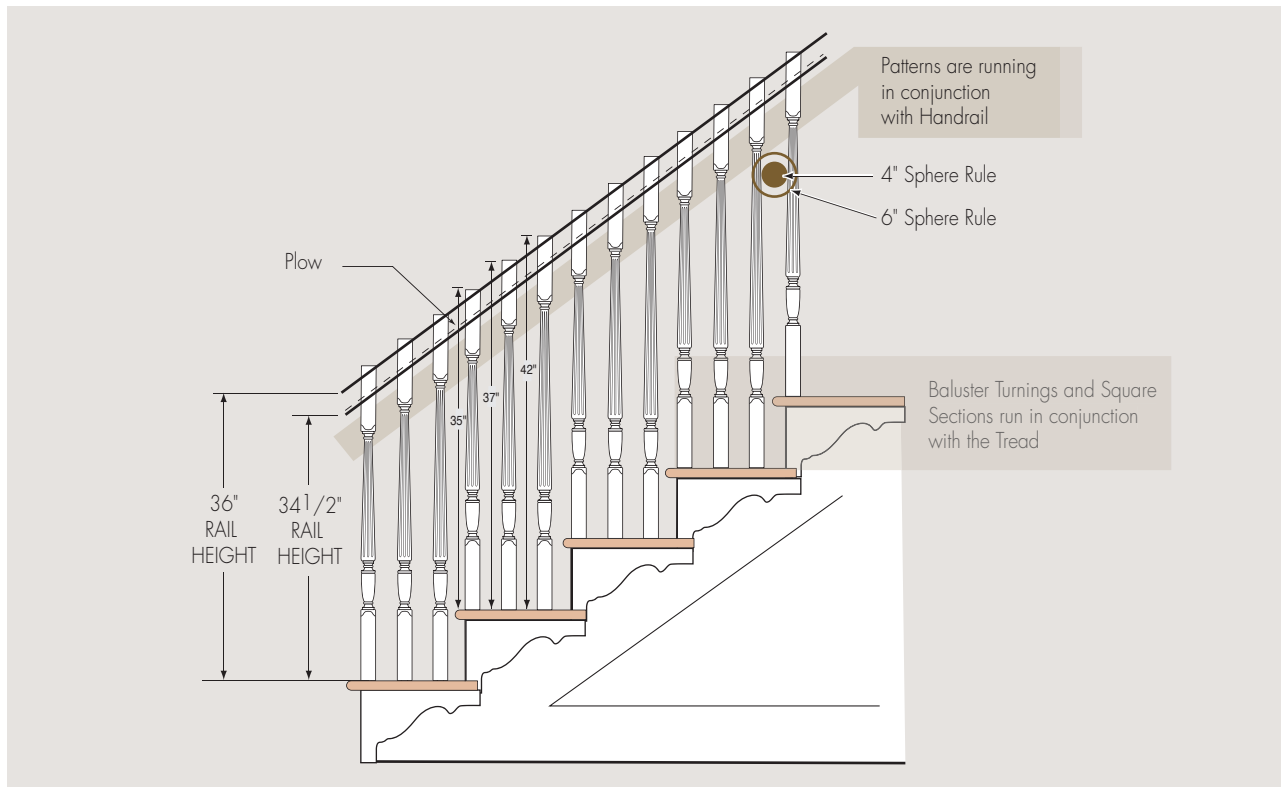 Patterns are running
in conjunction
with Handrail
4" Sphere Rule
6" Sphere Rule
Plow
42"
37"
35"
Baluster Turnings and Square
Sections run in conjunction
with the Tread
36"
RAIL
HEIGHT
34 1/2"
RAIL
HEIGHT